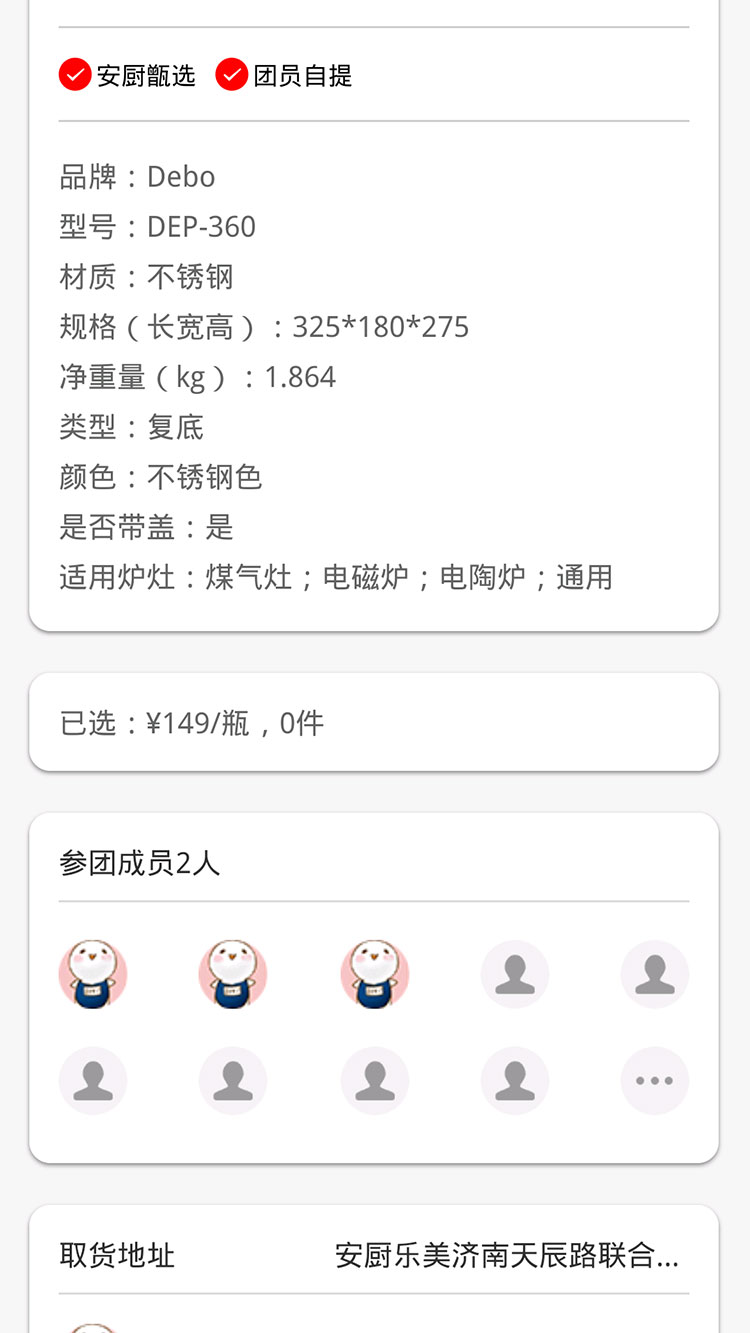 安厨甄选 团员自提
品牌：Debo
型号：DEP-360
材质：不锈钢
规格（长宽高）：325*180*275
净重量（kg）：1.864
类型：复底
颜色：不锈钢色
是否带盖：是
适用炉灶：煤气灶；电磁炉；电陶炉；通用
已选：¥149/瓶，0件
参团成员2人
取货地址 安厨乐美济南天辰路联合...